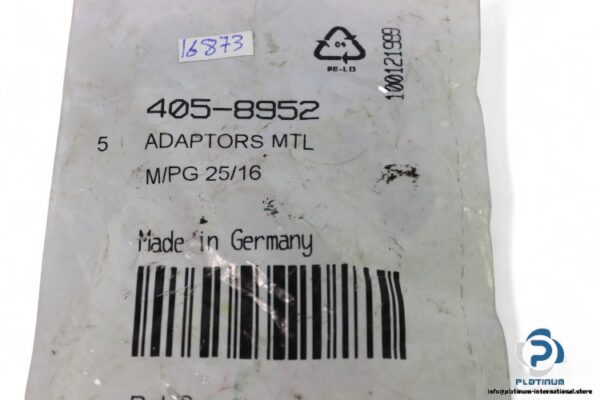 16873
04
PE-LD
100121999
405-8952
5 ADAPTORS MTL
M/PG 25/16
Made in Germany
PLATINUM
info@platinum-international.net